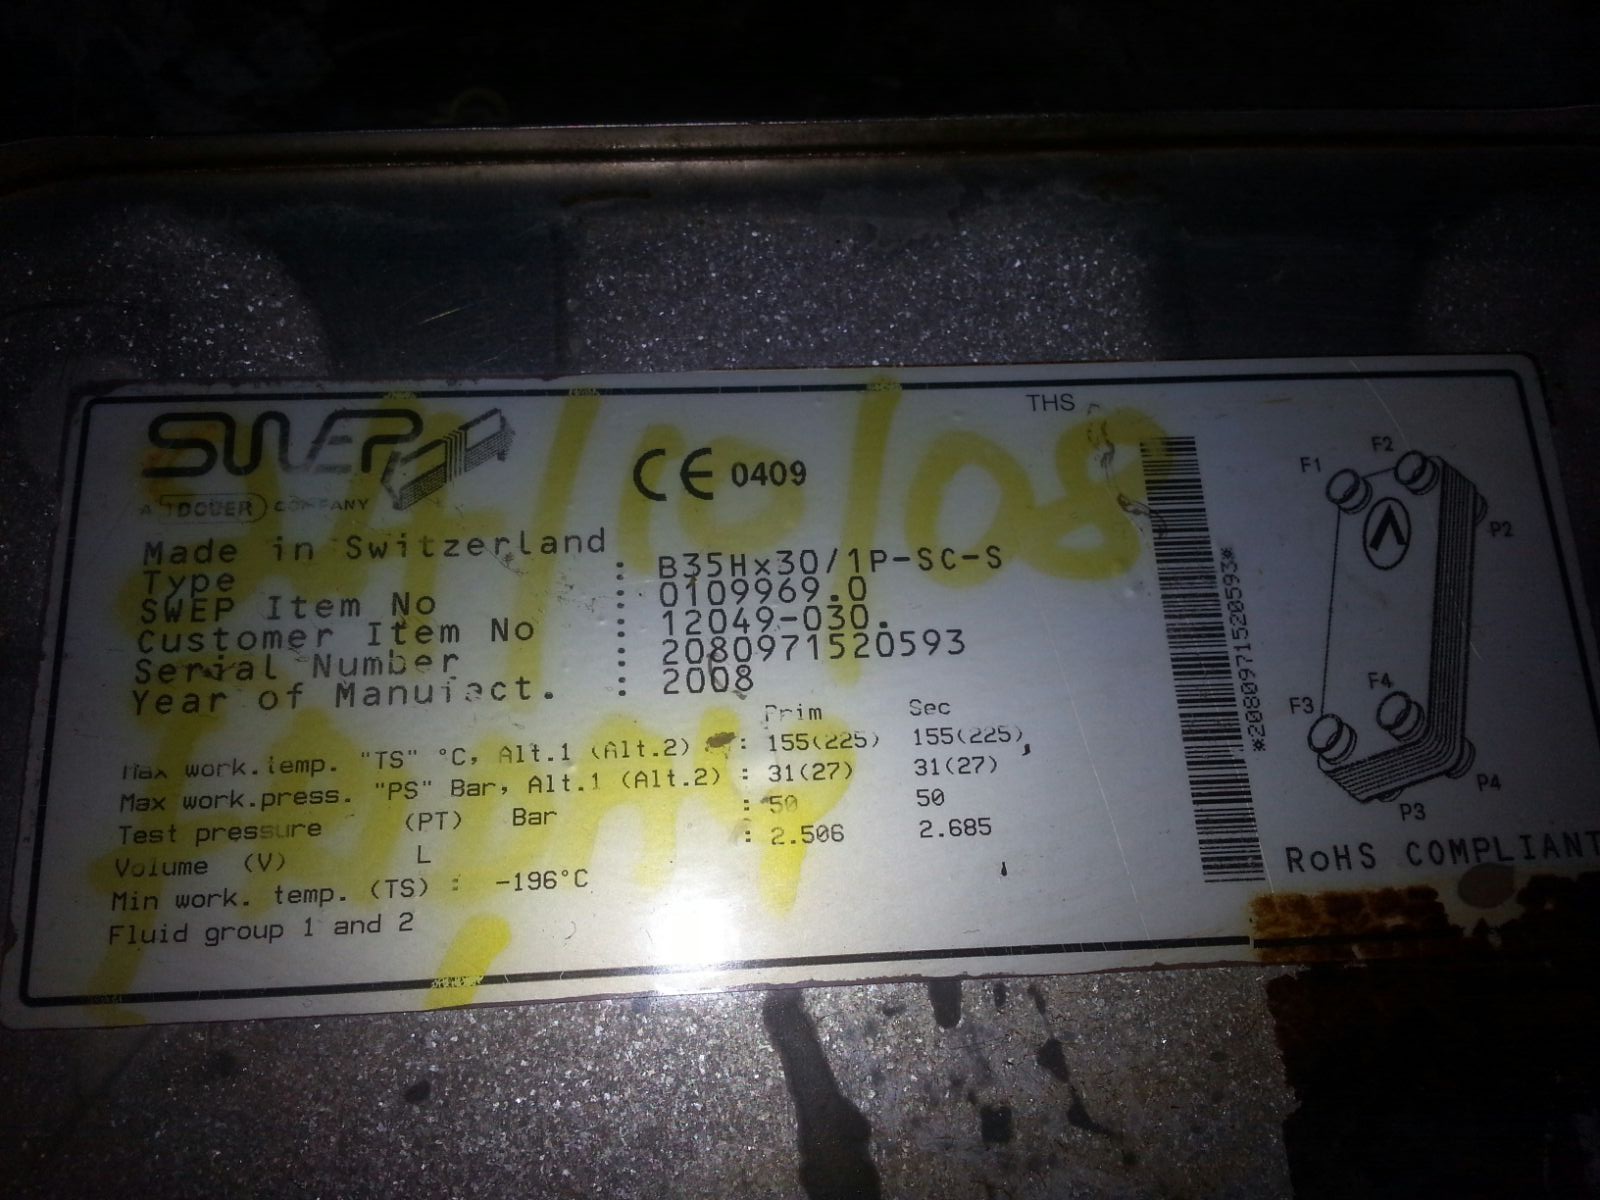 THS
SWEP
A DOVER COMPANY
CE 0409
Made in Switzerland
Type : B35Hx30/1P-SC-S
SWEP Item No : 0109969.0
Customer Item No : 12049-030.
Serial Number : 2080971520593
Year of Manufact. : 2008
Prim Sec
Max work.temp. "TS" °C, Alt.1 (Alt.2) : 155(225) 155(225)
Max work.press. "PS" Bar, Alt.1 (Alt.2) : 31(27) 31(27)
Test pressure (PT) Bar : 50 50
Volume (V) L : 2.506 2.685
Min work. temp. (TS) : -196°C
Fluid group 1 and 2
*2080971520593*
F1 F2
P2
F3 F4
P4
P3
RoHS COMPLIANT
/10/08